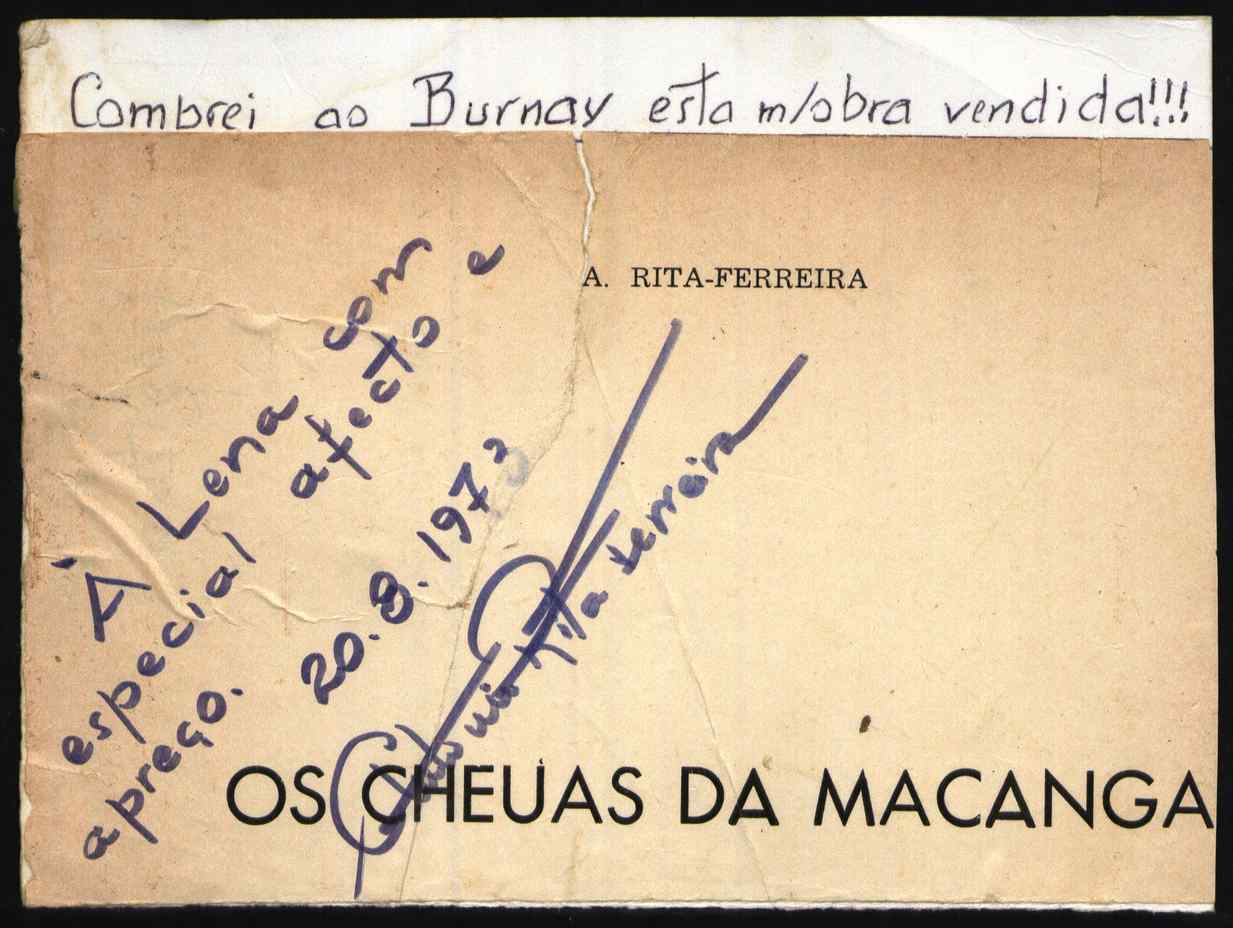 Combrei ao Burnay esta m/obra vendida!!!
A. RITA-FERREIRA
À Lena com
especial afecto e
apreço.
20.8.1973
António Rita Ferreira
OS CHEUAS DA MACANGA